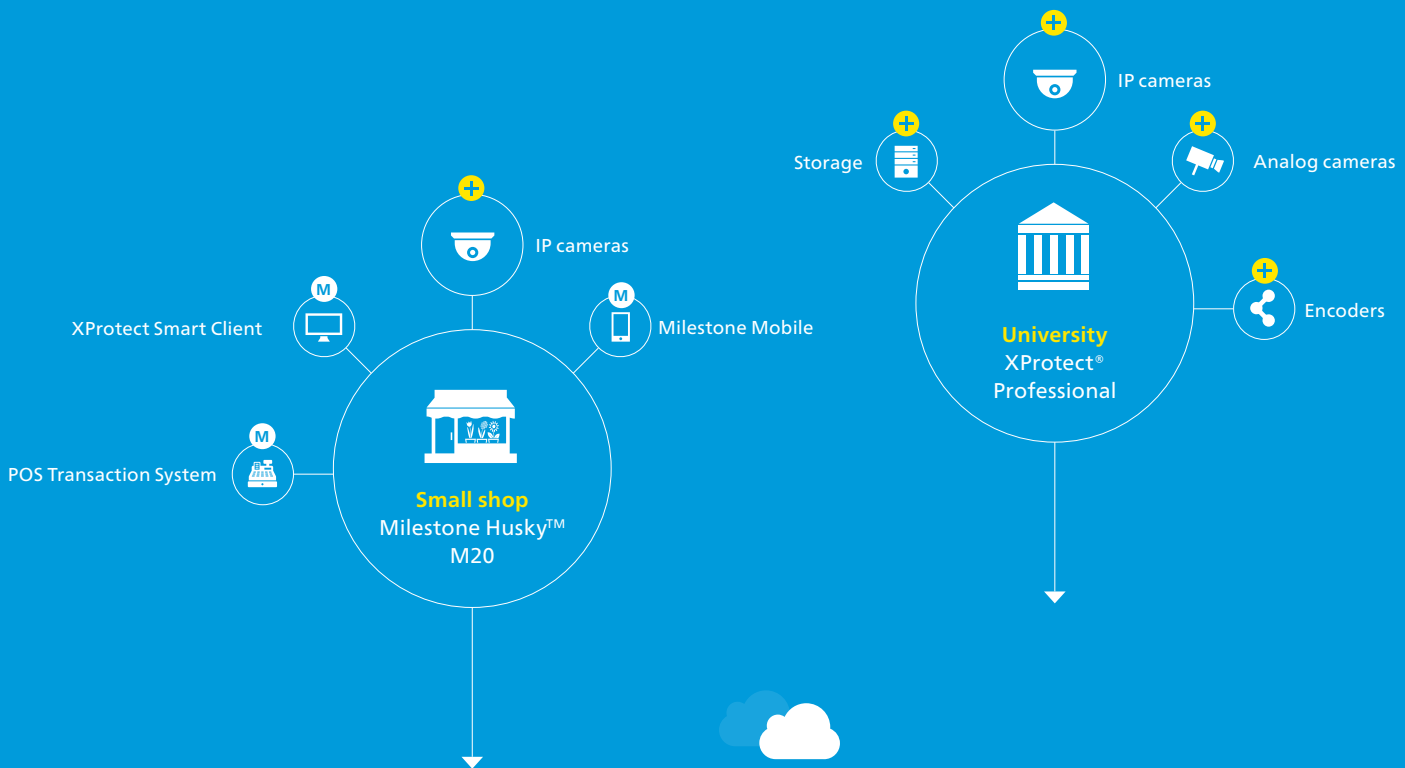 IP cameras
Storage
Analog cameras
Encoders
University
XProtect®
Professional
IP cameras
M
XProtect Smart Client
M
Milestone Mobile
M
POS Transaction System
Small shop
Milestone Husky™
M20